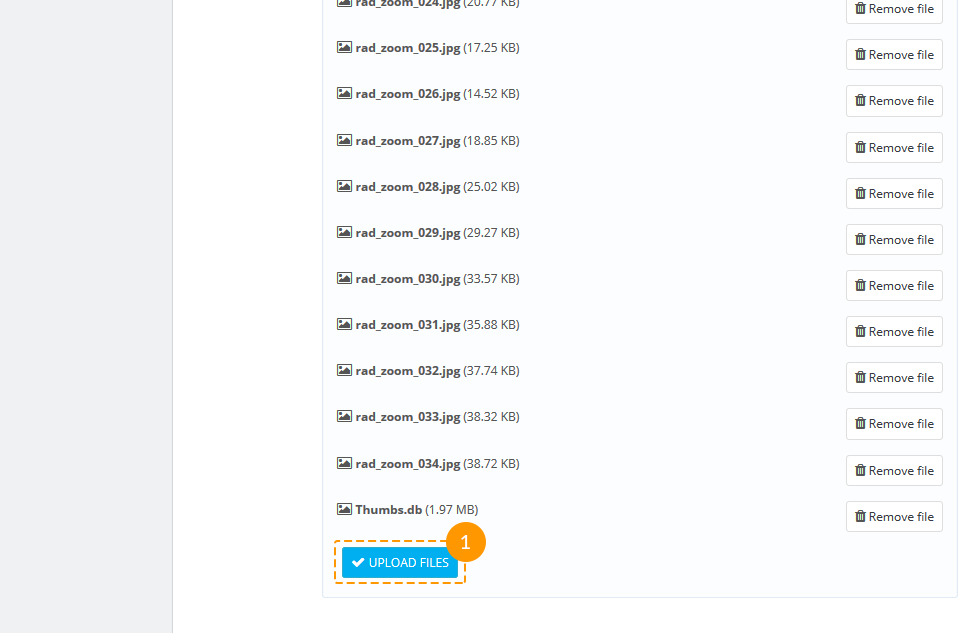 rad_zoom_024.jpg (20.77 KB) Remove file
rad_zoom_025.jpg (17.25 KB) Remove file
rad_zoom_026.jpg (14.52 KB) Remove file
rad_zoom_027.jpg (18.85 KB) Remove file
rad_zoom_028.jpg (25.02 KB) Remove file
rad_zoom_029.jpg (29.27 KB) Remove file
rad_zoom_030.jpg (33.57 KB) Remove file
rad_zoom_031.jpg (35.88 KB) Remove file
rad_zoom_032.jpg (37.74 KB) Remove file
rad_zoom_033.jpg (38.32 KB) Remove file
rad_zoom_034.jpg (38.72 KB) Remove file
Thumbs.db (1.97 MB) Remove file
1
UPLOAD FILES